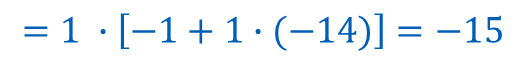 = 1 · [−1 + 1 · (−14)] = −15